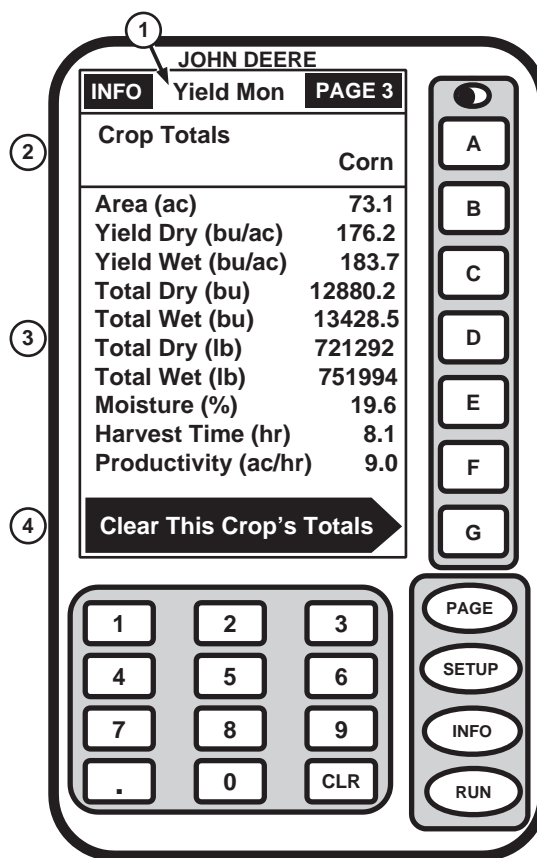 1
JOHN DEERE
INFO Yield Mon PAGE 3
2
Crop Totals
Corn
3
Area (ac) 73.1
Yield Dry (bu/ac) 176.2
Yield Wet (bu/ac) 183.7
Total Dry (bu) 12880.2
Total Wet (bu) 13428.5
Total Dry (lb) 721292
Total Wet (lb) 751994
Moisture (%) 19.6
Harvest Time (hr) 8.1
Productivity (ac/hr) 9.0
4
Clear This Crop's Totals
A
B
C
D
E
F
G
1 2 3
4 5 6
7 8 9
. 0 CLR
PAGE
SETUP
INFO
RUN